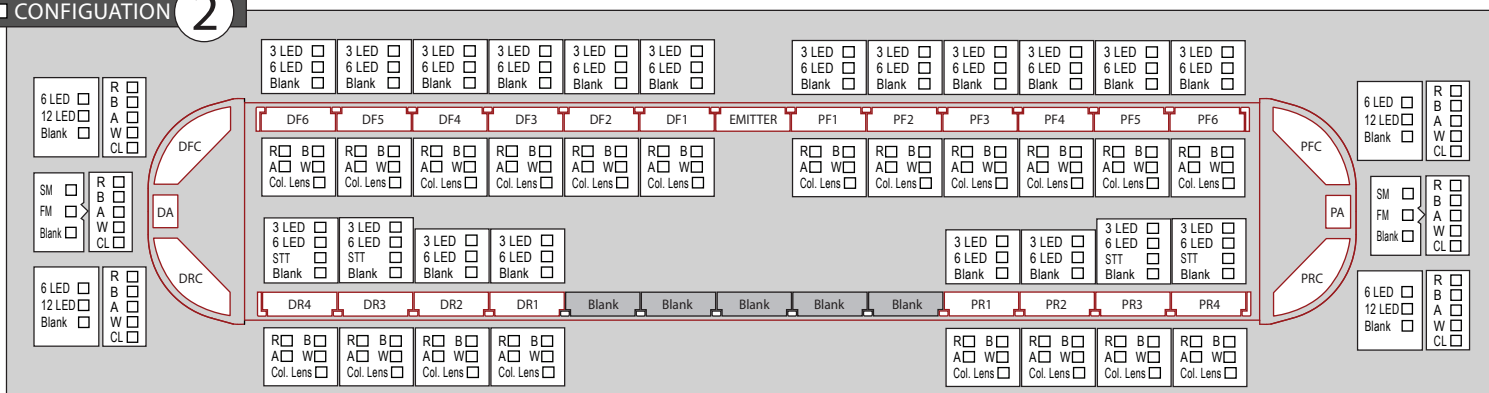 CONFIGUATION 2
3 LED 3 LED 3 LED 3 LED 3 LED 3 LED 3 LED 3 LED 3 LED 3 LED 3 LED 3 LED
6 LED 6 LED 6 LED 6 LED 6 LED 6 LED 6 LED 6 LED 6 LED 6 LED 6 LED 6 LED
Blank Blank Blank Blank Blank Blank Blank Blank Blank Blank Blank Blank
6 LED
12 LED
Blank
R
B
A
W
CL
DFC
DF6 DF5 DF4 DF3 DF2 DF1 EMITTER PF1 PF2 PF3 PF4 PF5 PF6
PFC
6 LED
12 LED
Blank
R
B
A
W
CL
R B R B R B R B R B R B R B R B R B R B R B R B
A W A W A W A W A W A W A W A W A W A W A W A W
Col. Lens Col. Lens Col. Lens Col. Lens Col. Lens Col. Lens Col. Lens Col. Lens Col. Lens Col. Lens Col. Lens Col. Lens
SM
FM
Blank
R
B
A
W
CL
DA
PA
SM
FM
Blank
R
B
A
W
CL
3 LED
6 LED
STT
Blank
3 LED
6 LED
STT
Blank
3 LED
6 LED
Blank
3 LED
6 LED
Blank
3 LED
6 LED
Blank
3 LED
6 LED
Blank
3 LED
6 LED
STT
Blank
3 LED
6 LED
STT
Blank
6 LED
12 LED
Blank
R
B
A
W
CL
DRC
DR4 DR3 DR2 DR1 Blank Blank Blank Blank Blank PR1 PR2 PR3 PR4
PRC
6 LED
12 LED
Blank
R
B
A
W
CL
R B R B R B R B R B R B R B R B
A W A W A W A W A W A W A W A W
Col. Lens Col. Lens Col. Lens Col. Lens Col. Lens Col. Lens Col. Lens Col. Lens